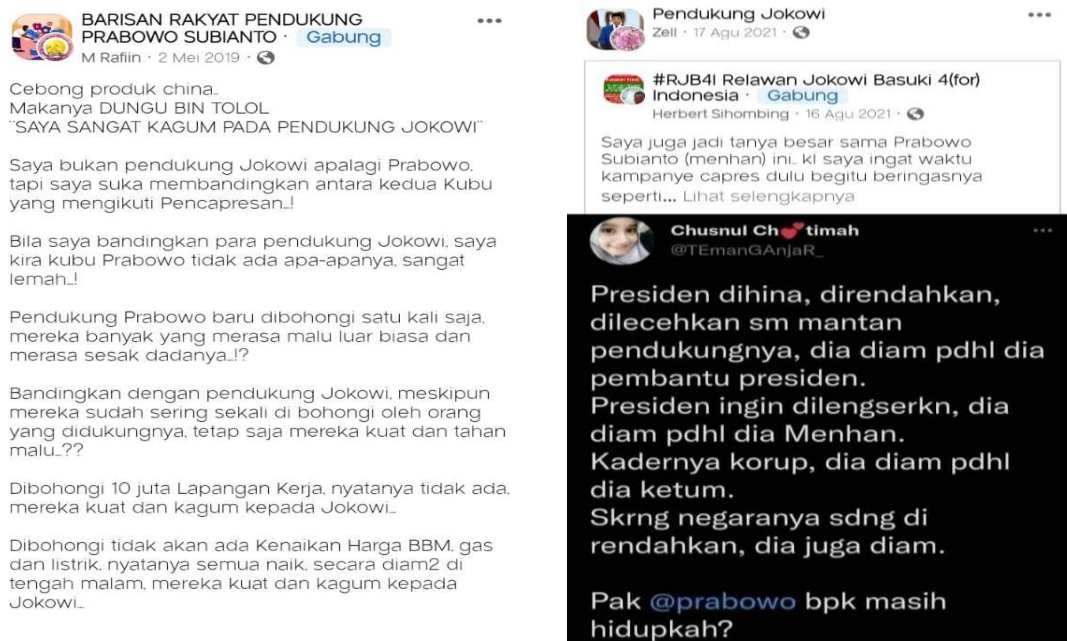 BARISAN RAKYAT PENDUKUNG
PRABOWO SUBIANTO · Gabung
M Rafiin · 2 Mei 2019 ·
Cebong produk china..
Makanya DUNGU BIN TOLOL
"SAYA SANGAT KAGUM PADA PENDUKUNG JOKOWI"
Saya bukan pendukung Jokowi apalagi Prabowo,
tapi saya suka membandingkan antara kedua Kubu
yang mengikuti Pencapresan..!
Bila saya bandingkan para pendukung Jokowi, saya
kira kubu Prabowo tidak ada apa-apanya, sangat
lemah..!
Pendukung Prabowo baru dibohongi satu kali saja,
mereka banyak yang merasa malu luar biasa dan
merasa sesak dadanya..!?
Bandingkan dengan pendukung Jokowi, meskipun
mereka sudah sering sekali di bohongi oleh orang
yang didukungnya, tetap saja mereka kuat dan tahan
malu..??
Dibohongi 10 juta Lapangan Kerja, nyatanya tidak ada,
mereka kuat dan kagum kepada Jokowi...
Dibohongi tidak akan ada Kenaikan Harga BBM, gas
dan listrik, nyatanya semua naik, secara diam2 di
tengah malam, mereka kuat dan kagum kepada
Jokowi...
Pendukung Jokowi
Zell · 17 Agu 2021 ·
#RJB4I Relawan Jokowi Basuki 4(for)
Indonesia · Gabung
Herbert Sihombing · 16 Agu 2021 ·
Saya juga jadi tanya besar sama Prabowo
Subianto (menhan) ini.. kl saya ingat waktu
kampanye capres dulu begitu beringasnya
seperti... Lihat selengkapnya
Chusnul Ch💕timah
@TEmanGAnjaR_
Presiden dihina, direndahkan,
dilecehkan sm mantan
pendukungnya, dia diam pdhl dia
pembantu presiden.
Presiden ingin dilengserkn, dia
diam pdhl dia Menhan.
Kadernya korup, dia diam pdhl
dia ketum.
Skrng negaranya sdng di
rendahkan, dia juga diam.
Pak @prabowo bpk masih
hidupkah?